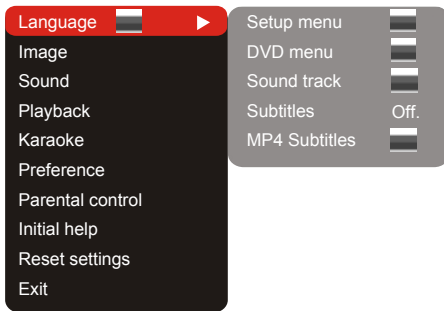 Language
Image
Sound
Playback
Karaoke
Preference
Parental control
Initial help
Reset settings
Exit
Setup menu
DVD menu
Sound track
Subtitles Off.
MP4 Subtitles